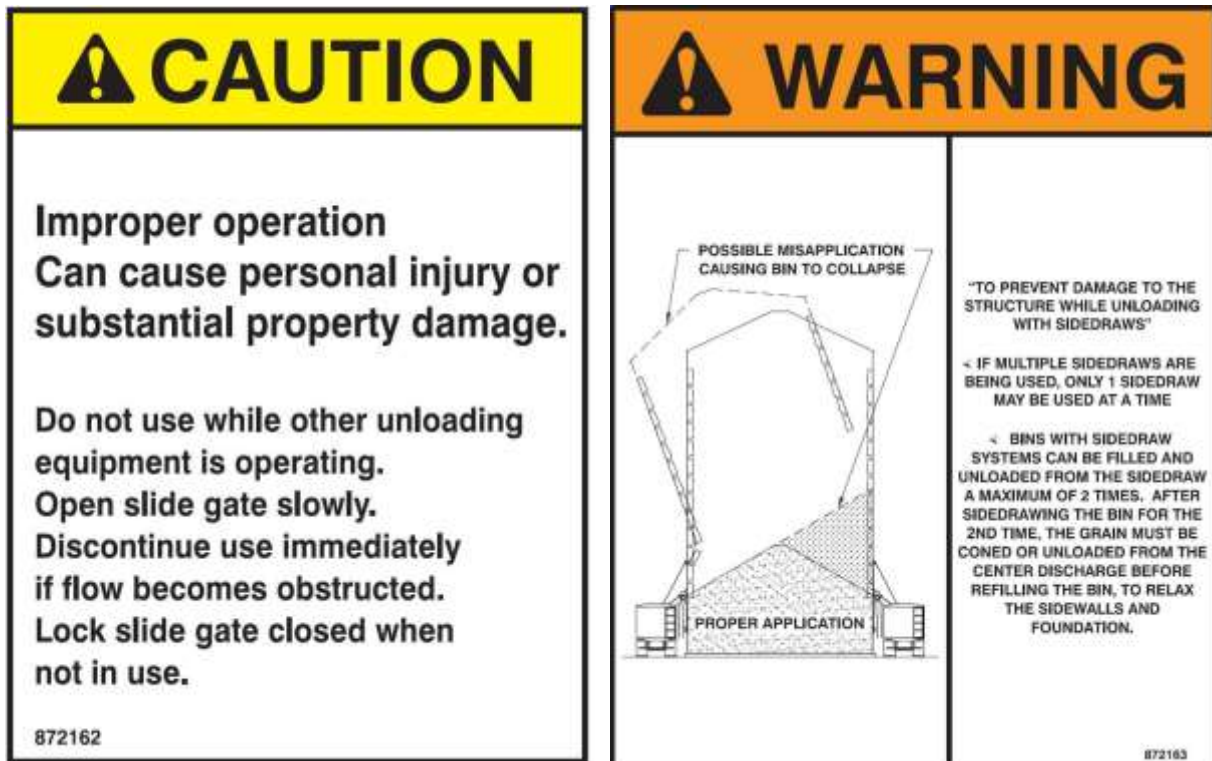 CAUTION
Improper operation
Can cause personal injury or
substantial property damage.
Do not use while other unloading
equipment is operating.
Open slide gate slowly.
Discontinue use immediately
if flow becomes obstructed.
Lock slide gate closed when
not in use.
872162
WARNING
POSSIBLE MISAPPLICATION
CAUSING BIN TO COLLAPSE
PROPER APPLICATION
"TO PREVENT DAMAGE TO THE
STRUCTURE WHILE UNLOADING
WITH SIDEDRAWS"
< IF MULTIPLE SIDEDRAWS ARE
BEING USED, ONLY 1 SIDEDRAW
MAY BE USED AT A TIME
< BINS WITH SIDEDRAW
SYSTEMS CAN BE FILLED AND
UNLOADED FROM THE SIDEDRAW
A MAXIMUM OF 2 TIMES. AFTER
SIDEDRAWING THE BIN FOR THE
2ND TIME, THE GRAIN MUST BE
CONED OR UNLOADED FROM THE
CENTER DISCHARGE BEFORE
REFILLING THE BIN, TO RELAX
THE SIDEWALLS AND
FOUNDATION.
872163